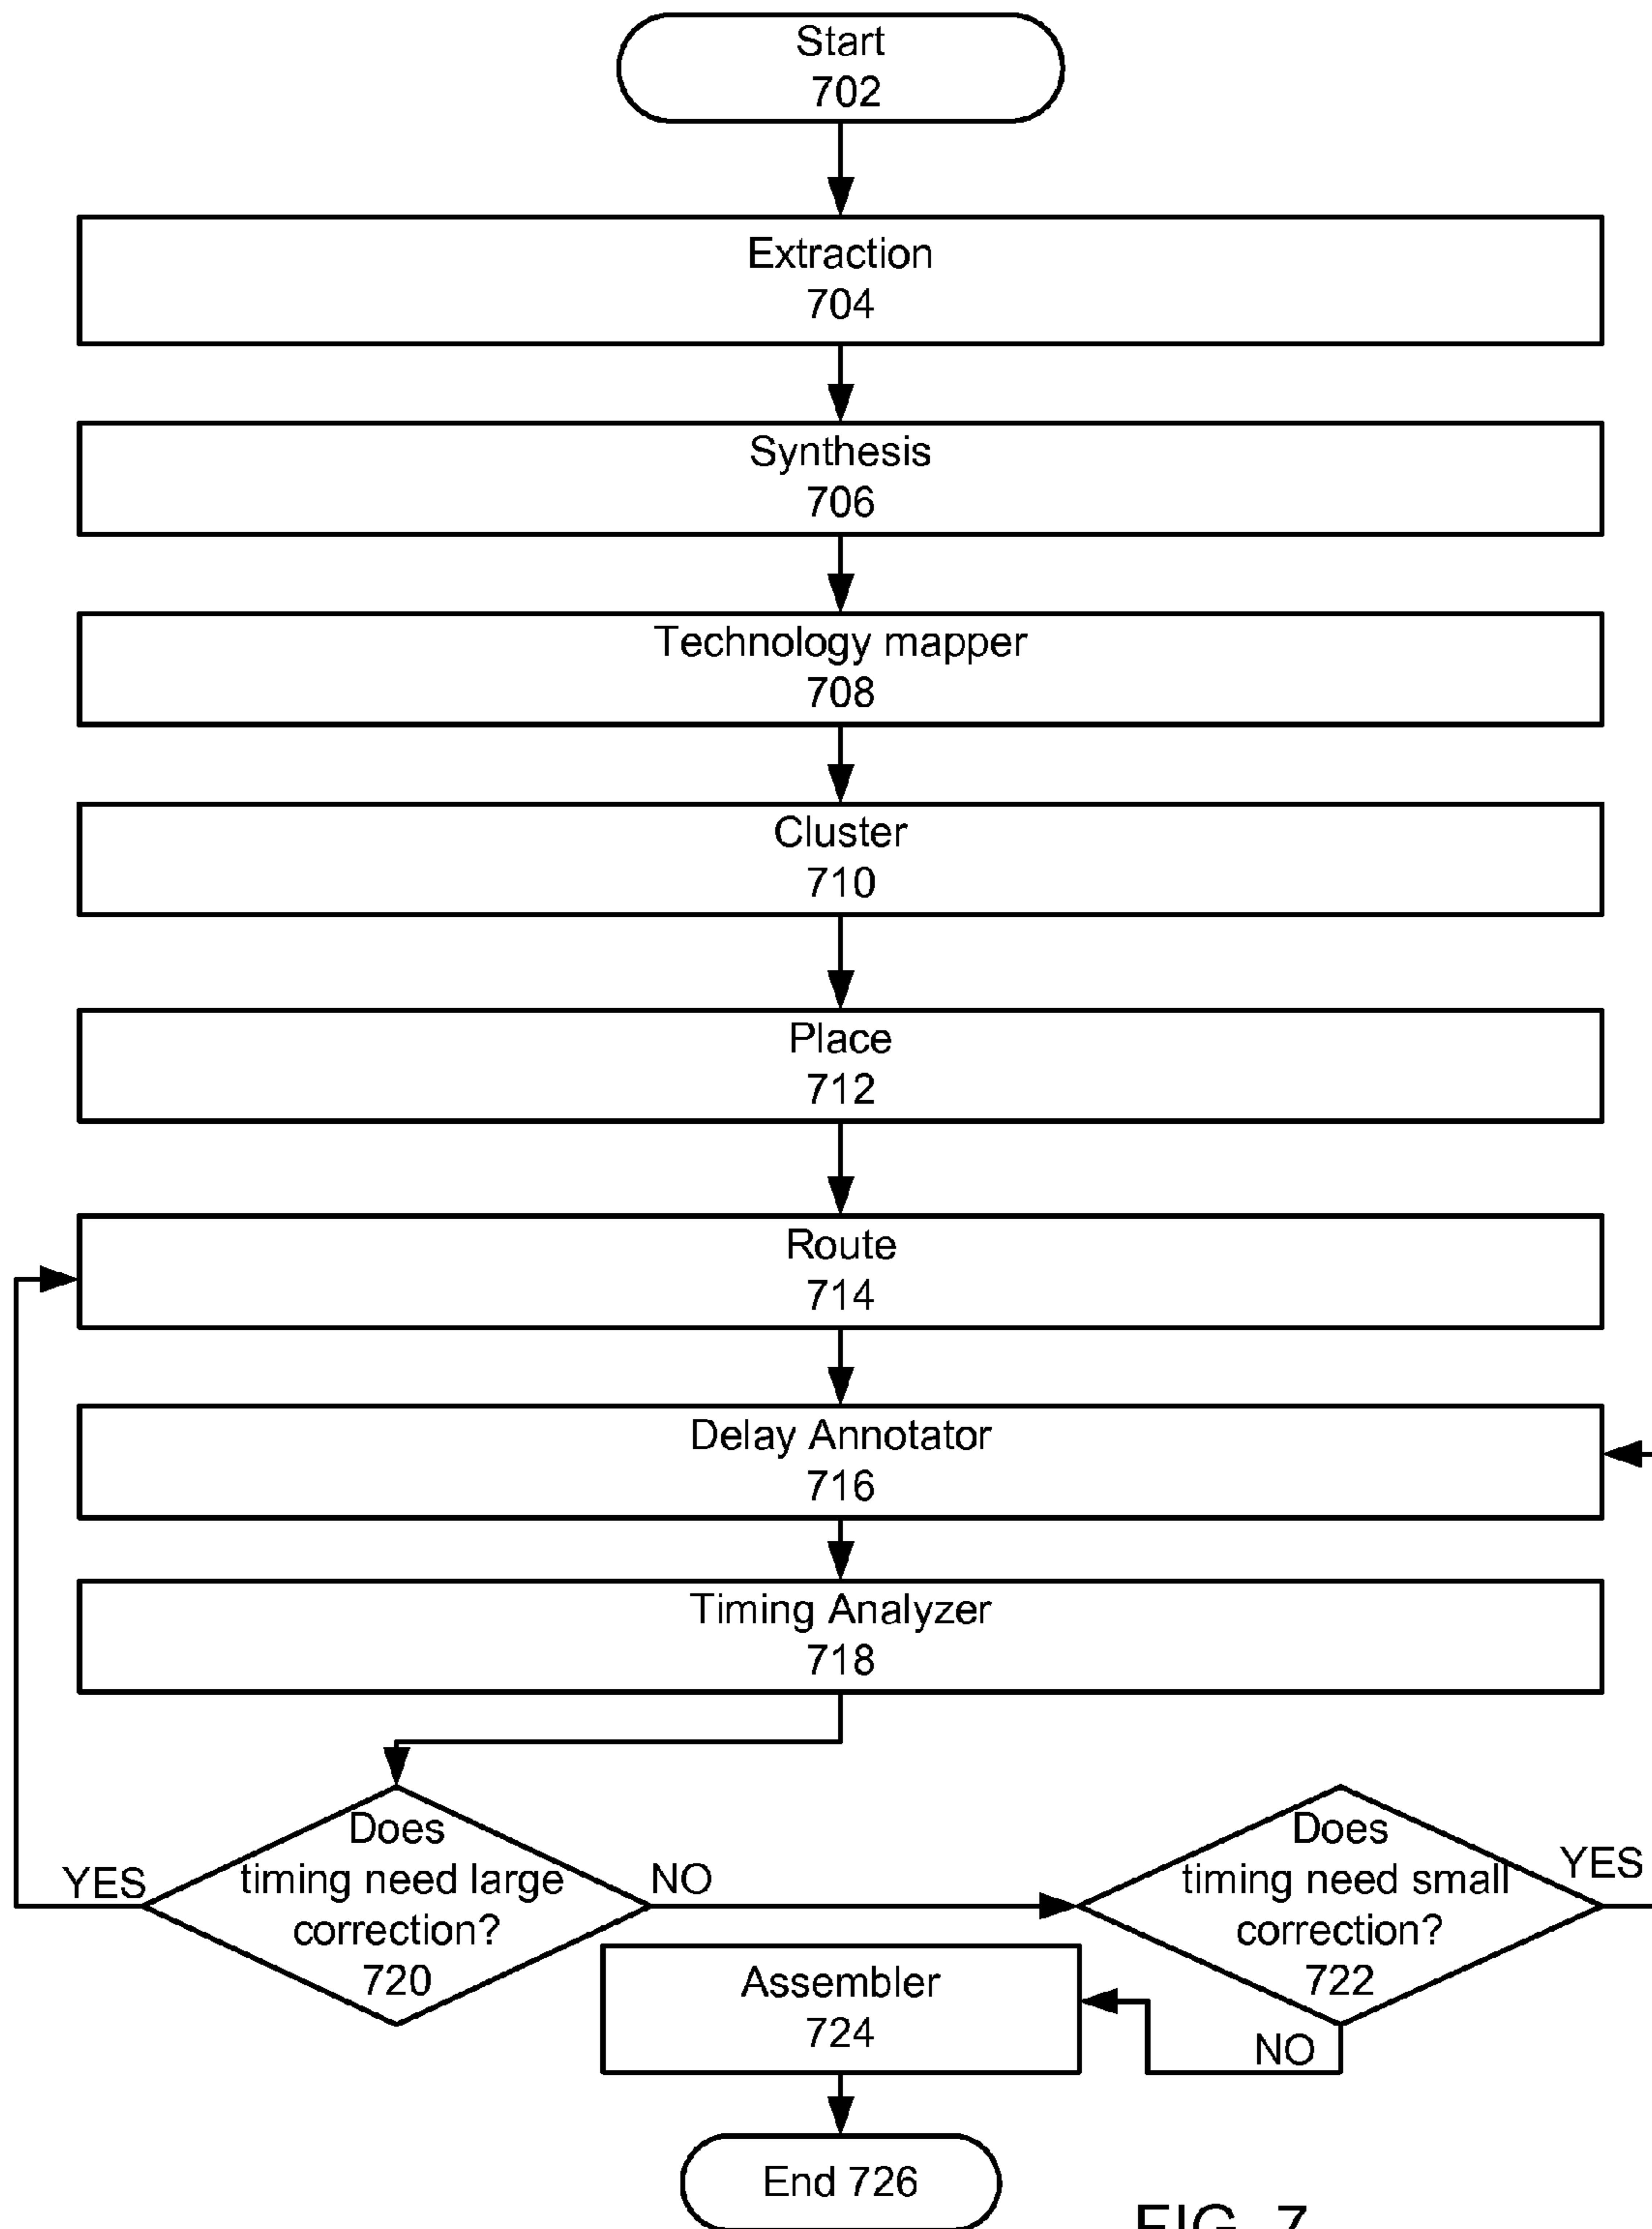 Start
702
Extraction
704
Synthesis
706
Technology mapper
708
Cluster
710
Place
712
Route
714
Delay Annotator
716
Timing Analyzer
718
YES
Does
timing need large
correction?
720
NO
Does
timing need small
correction?
722
YES
NO
Assembler
724
End 726
FIG. 7